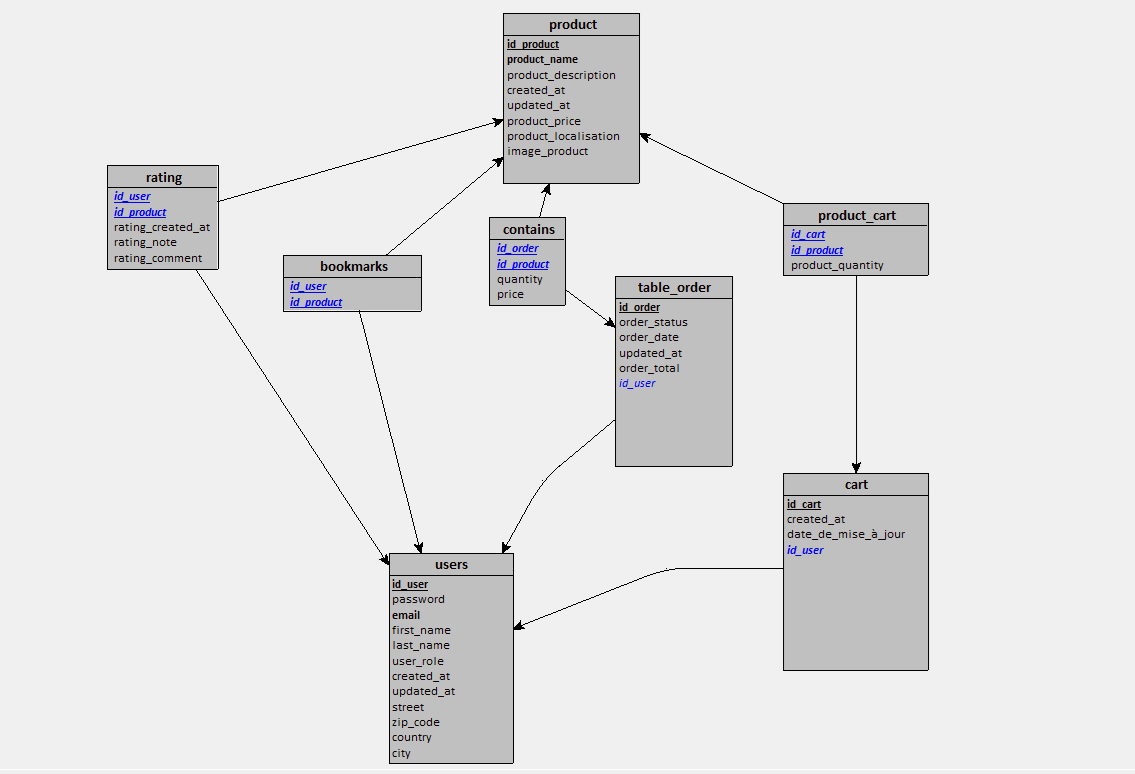 product
id_product
product_name
product_description
created_at
updated_at
product_price
product_localisation
image_product
rating
id_user
id_product
rating_created_at
rating_note
rating_comment
bookmarks
id_user
id_product
contains
id_order
id_product
quantity
price
table_order
id_order
order_status
order_date
updated_at
order_total
id_user
product_cart
id_cart
id_product
product_quantity
cart
id_cart
created_at
date_de_mise_à_jour
id_user
users
id_user
password
email
first_name
last_name
user_role
created_at
updated_at
street
zip_code
country
city